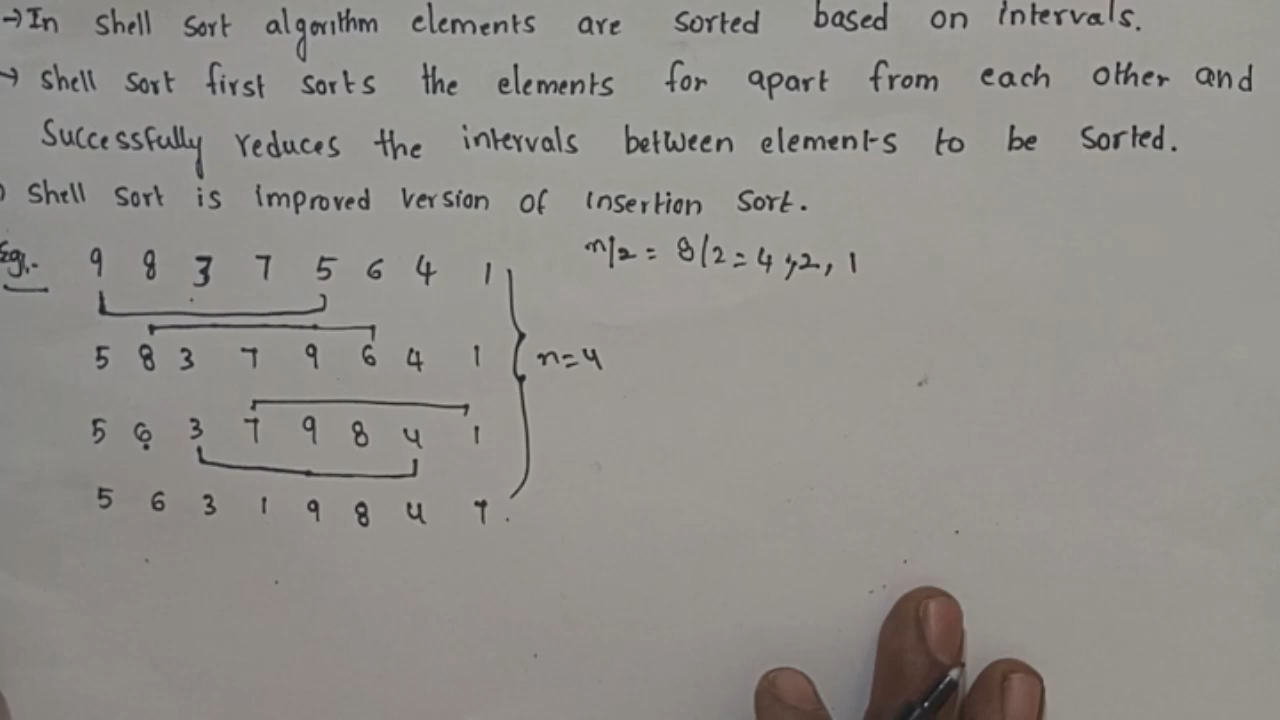 →In shell sort algorithm elements are sorted based on intervals.
→ shell sort first sorts the elements for apart from each other and
Successfully reduces the intervals between elements to be sorted.
shell sort is improved version of insertion sort.
Eg:- 9 8 3 7 5 6 4 1 n/2 = 8/2 = 4, 2, 1
5 8 3 7 9 6 4 1 n=4
5 6 3 7 9 8 4 1
5 6 3 1 9 8 4 7.